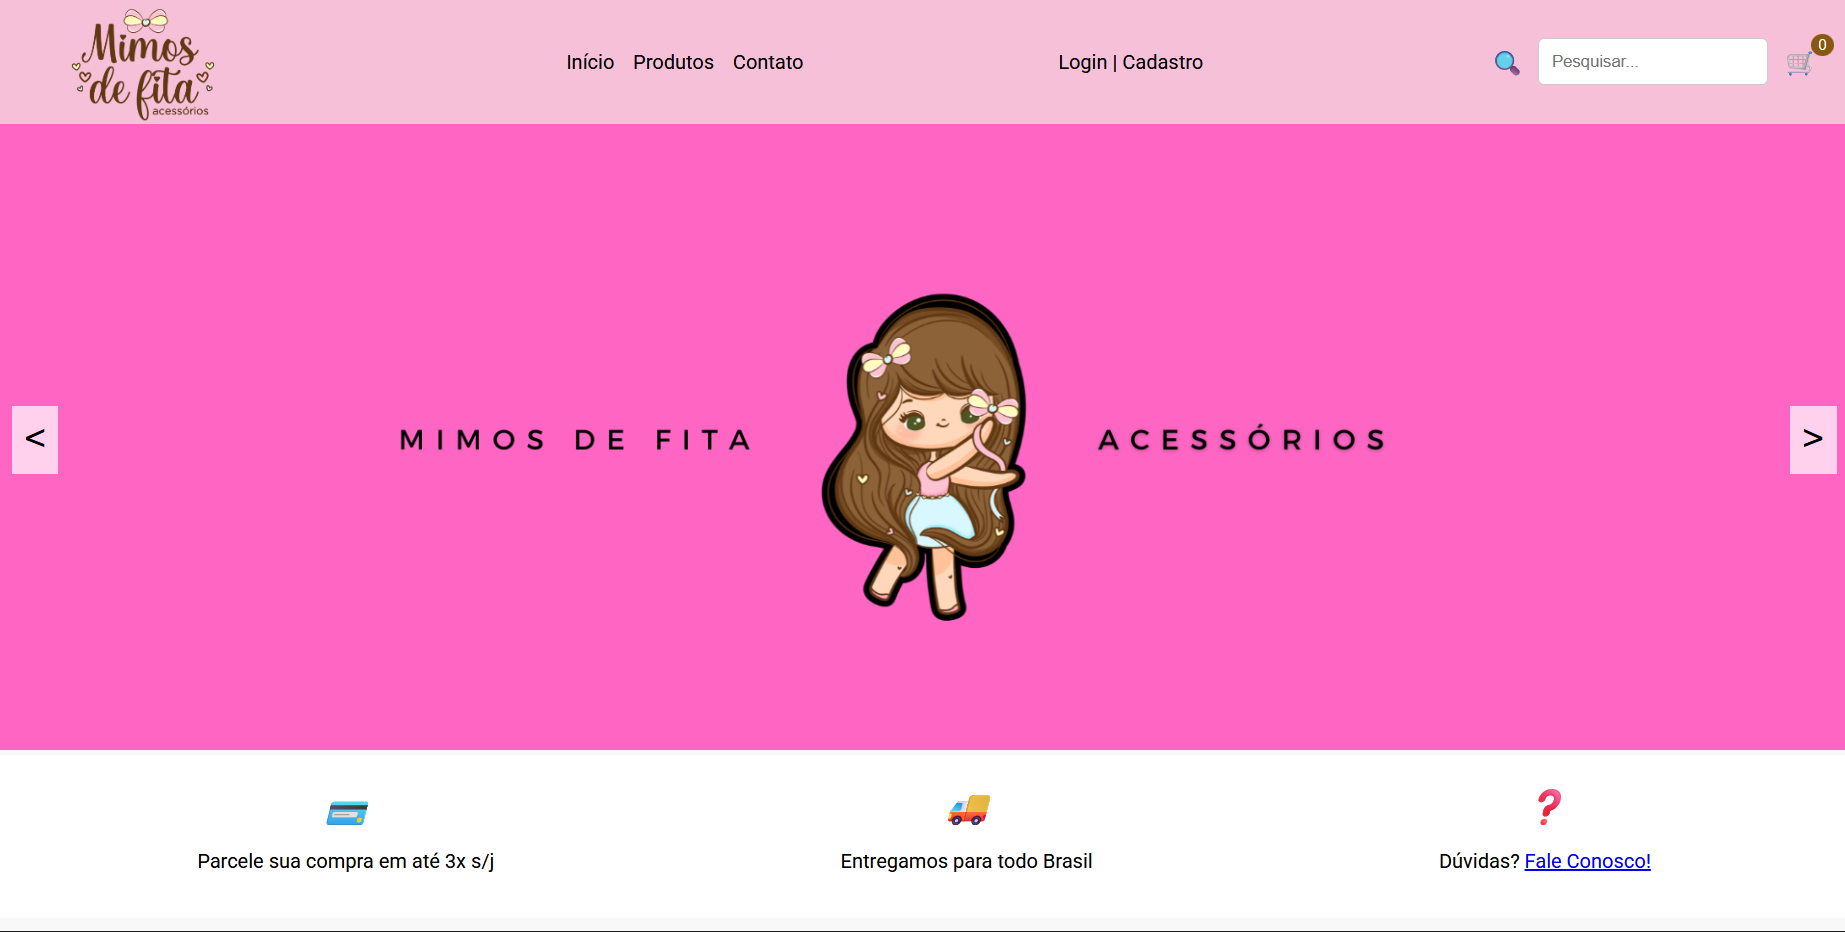 Mimos
de fita
acessórios
Início Produtos Contato
Login | Cadastro
Pesquisar...
0
<
MIMOS DE FITA
ACESSÓRIOS
>
Parcele sua compra em até 3x s/j
Entregamos para todo Brasil
Dúvidas? Fale Conosco!